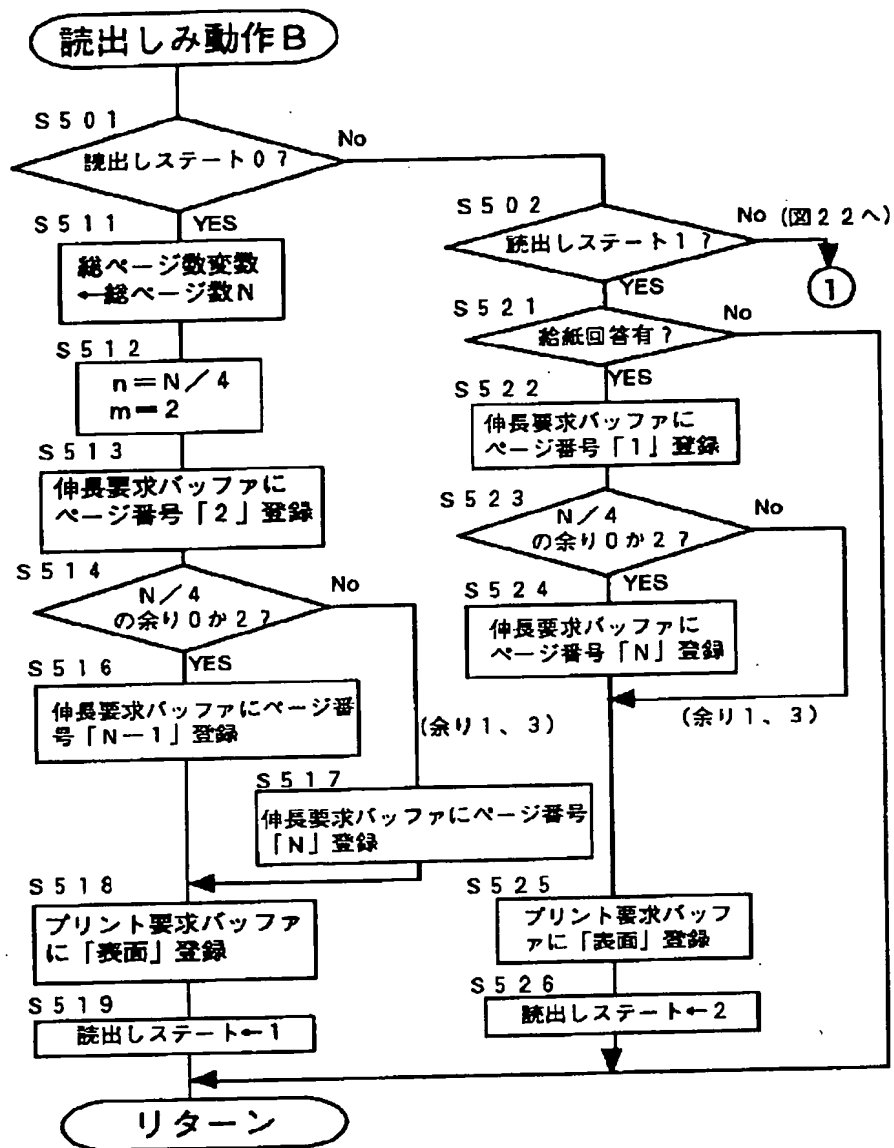 読出しみ動作B
S501
読出しステート0?
No
YES
S511
総ページ数変数
←総ページ数N
S512
n=N/4
m=2
S513
伸長要求バッファに
ページ番号「2」登録
S514
N/4
の余り0か2?
No
YES
S516
伸長要求バッファにページ番
号「N-1」登録
(余り1、3)
S517
伸長要求バッファにページ番号
「N」登録
S518
プリント要求バッファ
に「表面」登録
S519
読出しステート←1
リターン
S502
読出しステート1?
No (図22へ)
1
YES
S521
給紙回答有?
No
YES
S522
伸長要求バッファに
ページ番号「1」登録
S523
N/4
の余り0か2?
No
YES
S524
伸長要求バッファに
ページ番号「N」登録
(余り1、3)
S525
プリント要求バッフ
ァに「表面」登録
S526
読出しステート←2